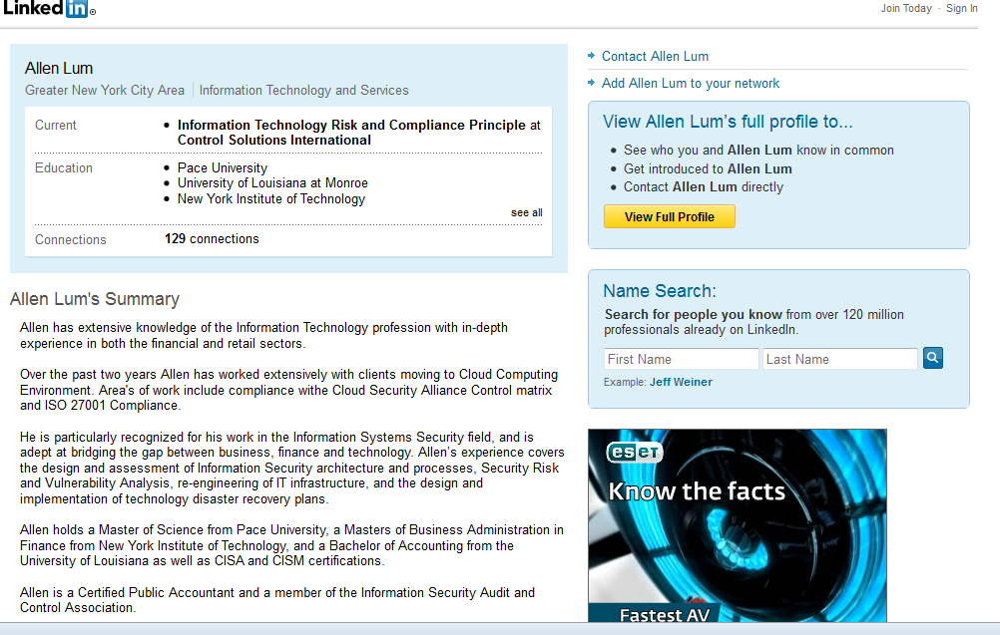 Linked in ®
Join Today · Sign In
Allen Lum
Greater New York City Area | Information Technology and Services
Current
• Information Technology Risk and Compliance Principle at
Control Solutions International
Education
• Pace University
• University of Louisiana at Monroe
• New York Institute of Technology
see all
Connections
129 connections
Allen Lum's Summary
Allen has extensive knowledge of the Information Technology profession with in-depth
experience in both the financial and retail sectors.
Over the past two years Allen has worked extensively with clients moving to Cloud Computing
Environment. Area's of work include compliance withe Cloud Security Alliance Control matrix
and ISO 27001 Compliance.
He is particularly recognized for his work in the Information Systems Security field, and is
adept at bridging the gap between business, finance and technology. Allen's experience covers
the design and assessment of Information Security architecture and processes, Security Risk
and Vulnerability Analysis, re-engineering of IT infrastructure, and the design and
implementation of technology disaster recovery plans.
Allen holds a Master of Science from Pace University, a Masters of Business Administration in
Finance from New York Institute of Technology, and a Bachelor of Accounting from the
University of Louisiana as well as CISA and CISM certifications.
Allen is a Certified Public Accountant and a member of the Information Security Audit and
Control Association.
Contact Allen Lum
Add Allen Lum to your network
View Allen Lum's full profile to...
• See who you and Allen Lum know in common
• Get introduced to Allen Lum
• Contact Allen Lum directly
View Full Profile
Name Search:
Search for people you know from over 120 million
professionals already on LinkedIn.
First Name
Last Name
Example: Jeff Weiner
eseT
Know the facts
Fastest AV